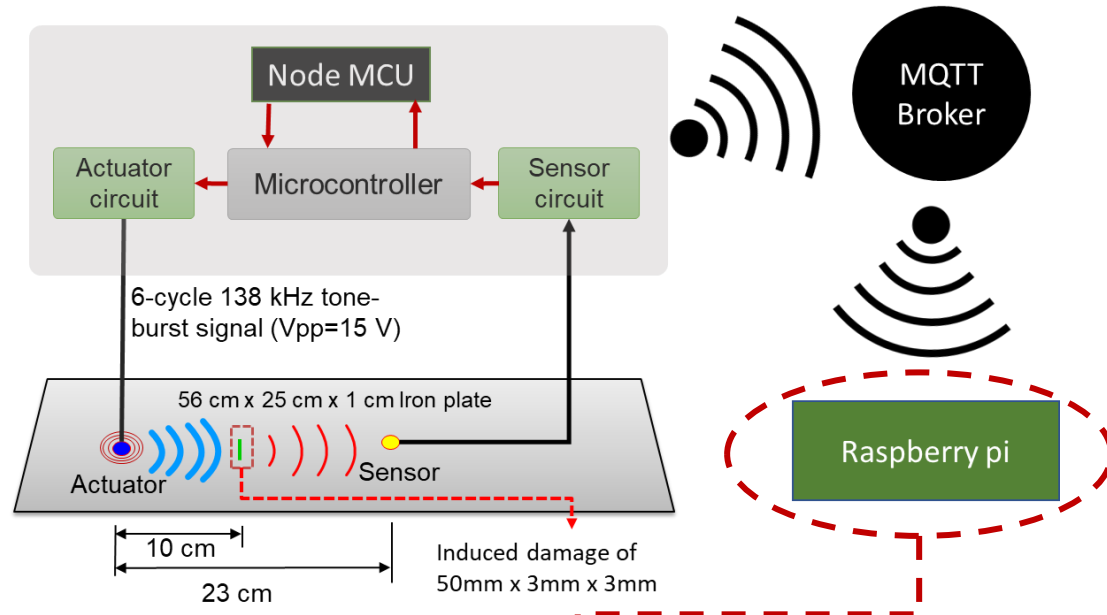 Node MCU
MQTT
Broker
Actuator
circuit
Microcontroller
Sensor
circuit
6-cycle 138 kHz tone-
burst signal (Vpp=15 V)
56 cm x 25 cm x 1 cm Iron plate
Actuator
Sensor
Raspberry pi
10 cm
23 cm
Induced damage of
50mm x 3mm x 3mm